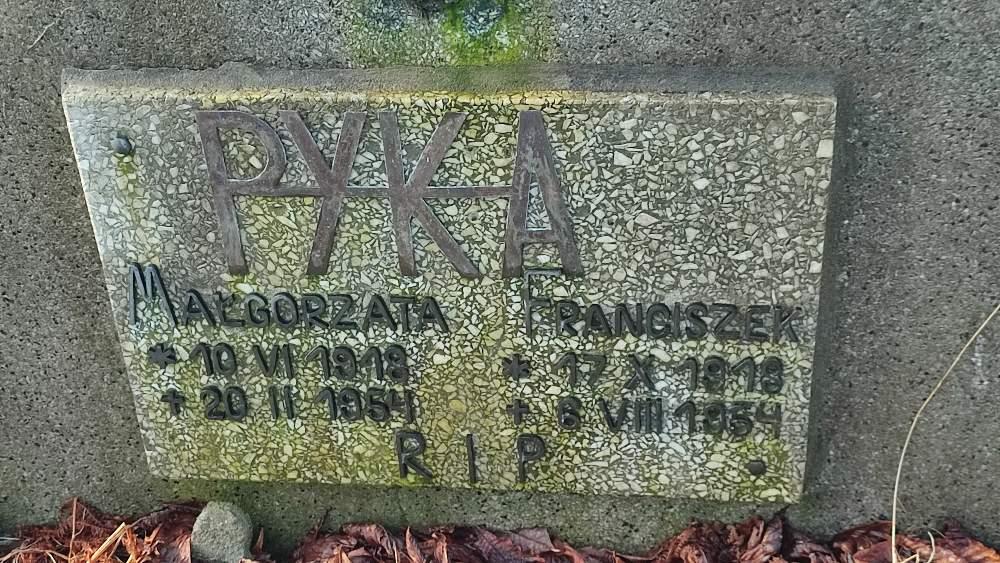 PYKA
MAŁGORZATA FRANCISZEK
* 10 VI 1918 * 17 X 1918
+ 20 II 1954 + 6 VIII 1954
R I P